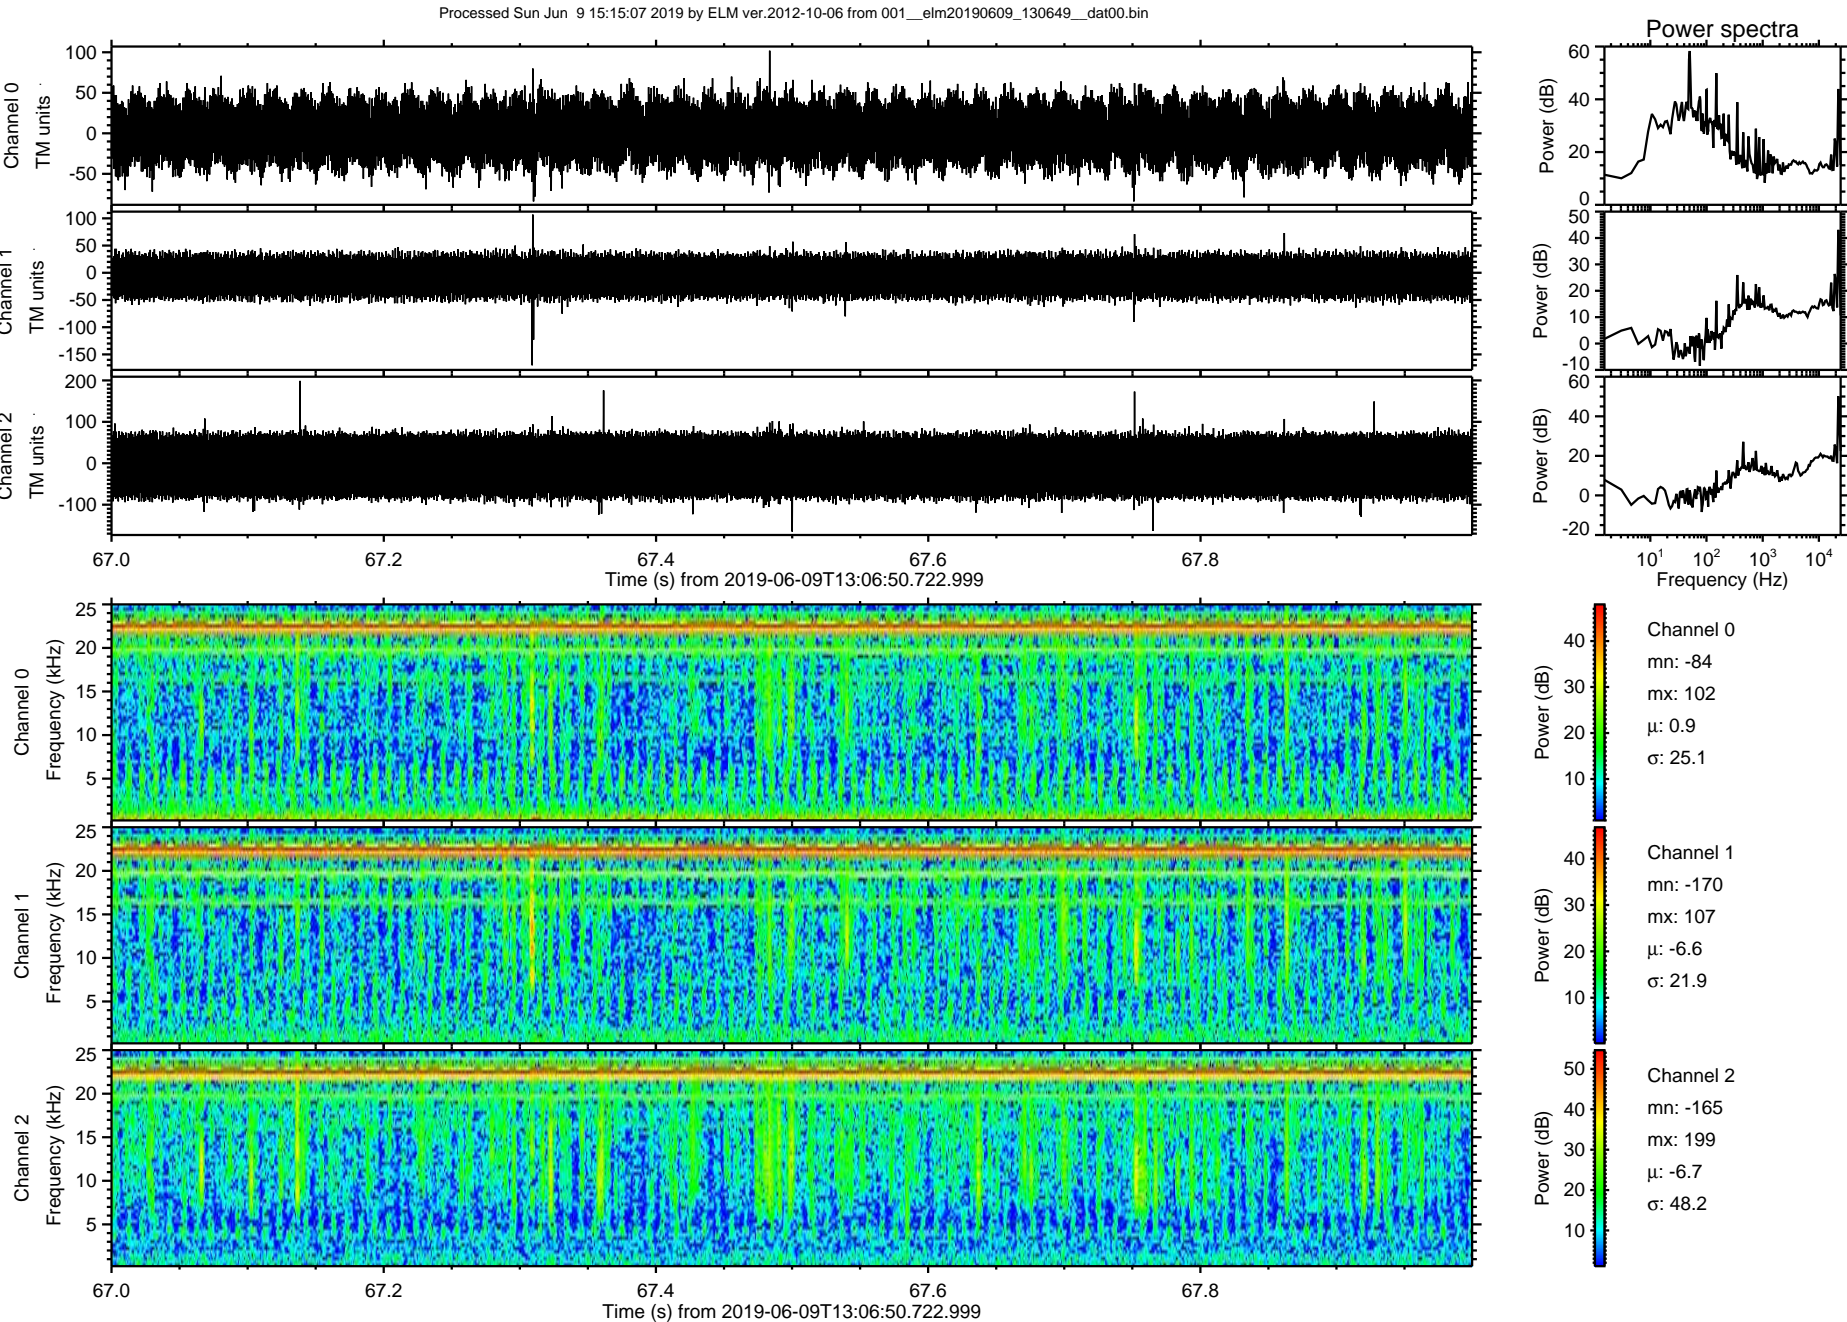 Processed Sun Jun  9 15:15:07 2019 by ELM ver.2012-10-06 from 001__elm20190609_130649__dat00.bin
Power spectra
Channel 0
TM units
100
50
0
-50
Power (dB)
60
40
20
0
Channel 1
TM units
100
50
0
-50
-100
-150
Power (dB)
50
40
30
20
10
0
-10
Channel 2
TM units
200
100
0
-100
Power (dB)
60
40
20
0
-20
67.0 67.2 67.4 67.6 67.8
Time (s) from 2019-06-09T13:06:50.722.999
10^1 10^2 10^3 10^4
Frequency (Hz)
Channel 0
Frequency (kHz)
25
20
15
10
5
Power (dB)
40
30
20
10
Channel 0
mn: -84
mx: 102
μ: 0.9
σ: 25.1
Channel 1
Frequency (kHz)
25
20
15
10
5
Power (dB)
40
30
20
10
Channel 1
mn: -170
mx: 107
μ: -6.6
σ: 21.9
Channel 2
Frequency (kHz)
25
20
15
10
5
Power (dB)
50
40
30
20
10
Channel 2
mn: -165
mx: 199
μ: -6.7
σ: 48.2
67.0 67.2 67.4 67.6 67.8
Time (s) from 2019-06-09T13:06:50.722.999